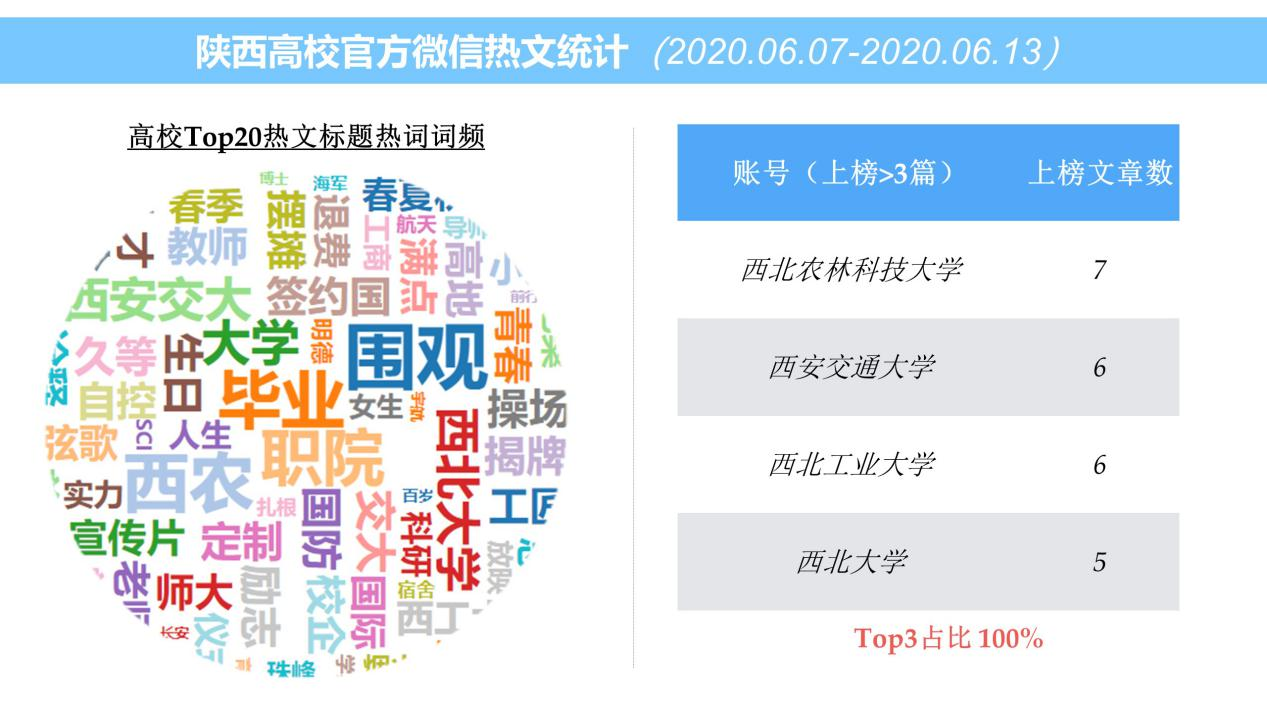 陕西高校官方微信热文统计（2020.06.07-2020.06.13）
高校Top20热文标题热词词频
博士
海军
春季
摆摊
退费
工商
航天
教师
满点
高地
西安交大
签约国
久等
生日
大学
明德
围观
青春
自控
毕业
女生
宇航
操场
弦歌
SCI
人生
职院
西北大学
揭牌
实力
西农
扎根
国防
交大
百岁
科研
宣传片
定制
师大
励志
校企
国际
宿舍
长安
珠峰
账号（上榜>3篇） 上榜文章数
西北农林科技大学 7
西安交通大学 6
西北工业大学 6
西北大学 5
Top3占比 100%